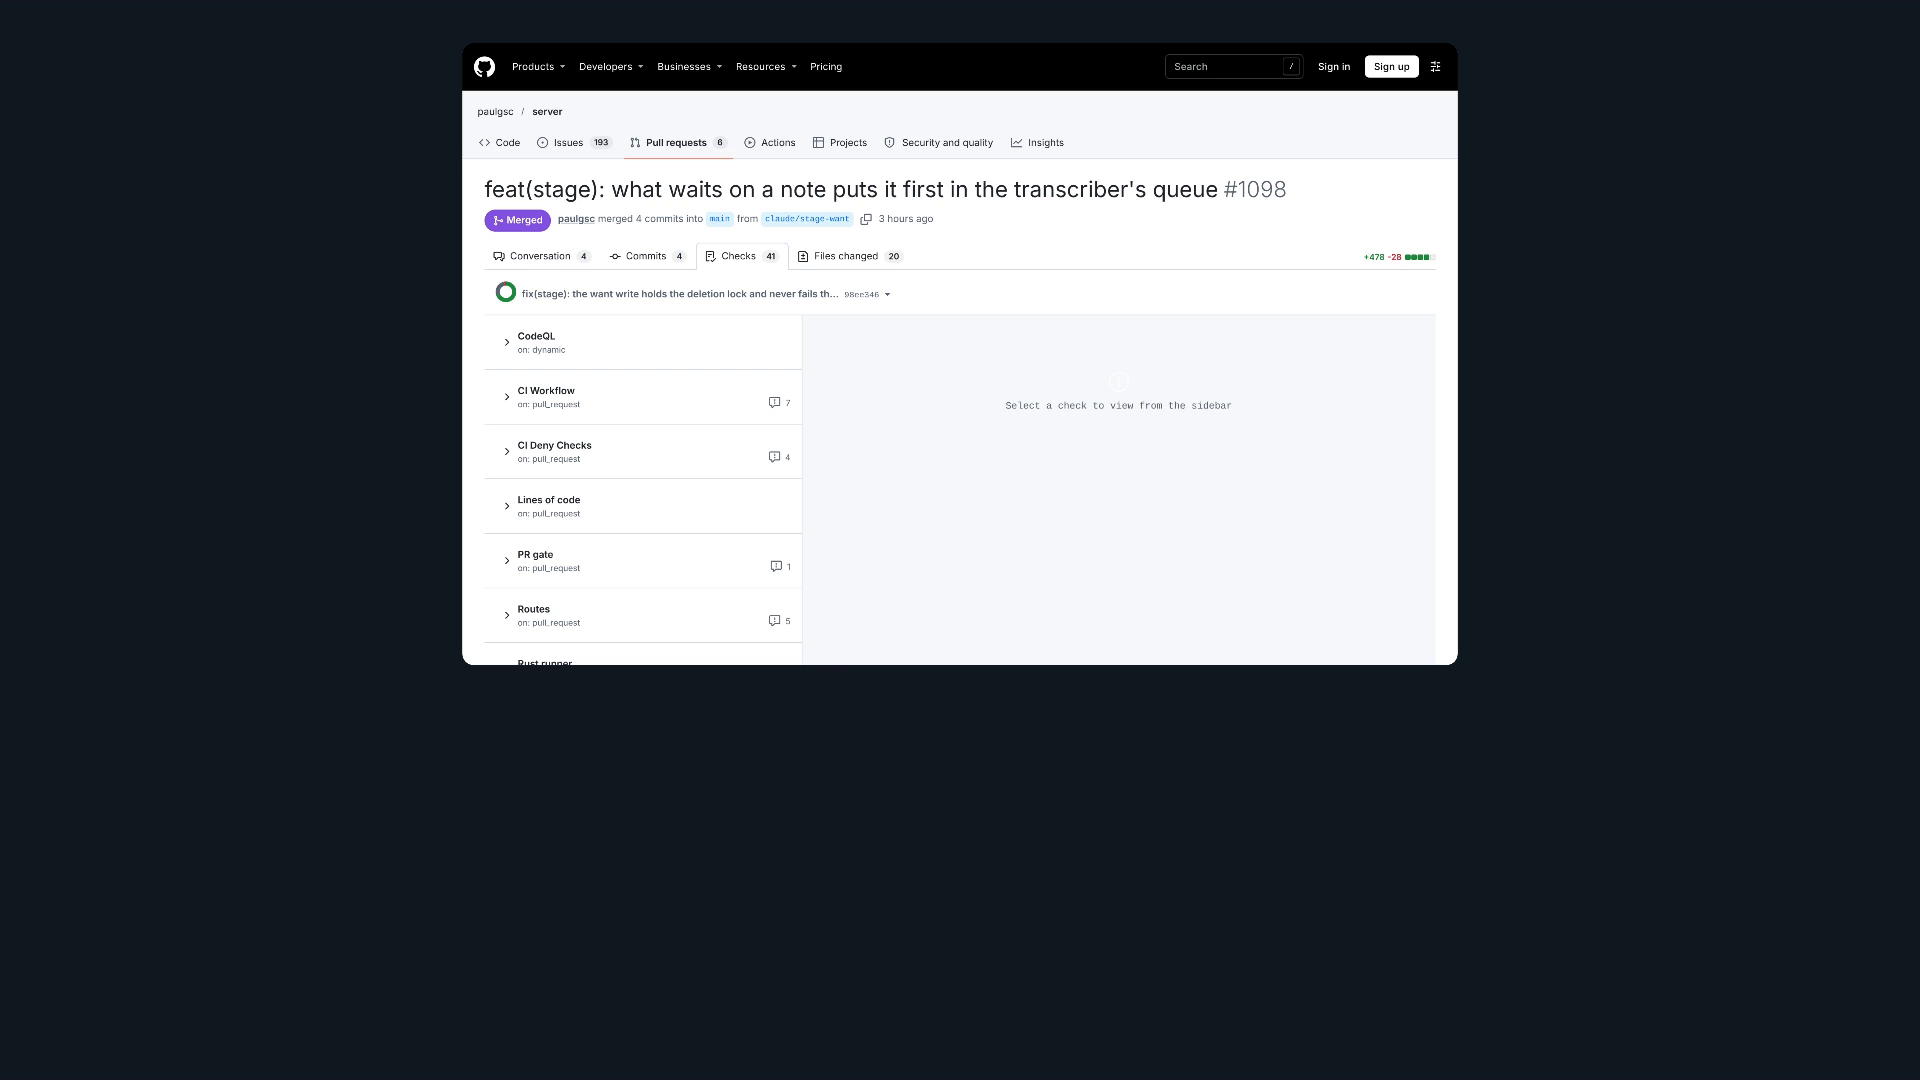 Products Developers Businesses Resources Pricing Search / Sign in Sign up
paulgsc / server
Code Issues 193 Pull requests 6 Actions Projects Security and quality Insights
feat(stage): what waits on a note puts it first in the transcriber's queue #1098
Merged paulgsc merged 4 commits into main from claude/stage-want 3 hours ago
Conversation 4 Commits 4 Checks 41 Files changed 20 +478 -28
fix(stage): the want write holds the deletion lock and never fails th... 98ee346
CodeQL
on: dynamic
Select a check to view from the sidebar
CI Workflow
on: pull_request
7
CI Deny Checks
on: pull_request
4
Lines of code
on: pull_request
PR gate
on: pull_request
1
Routes
on: pull_request
5
Rust runner